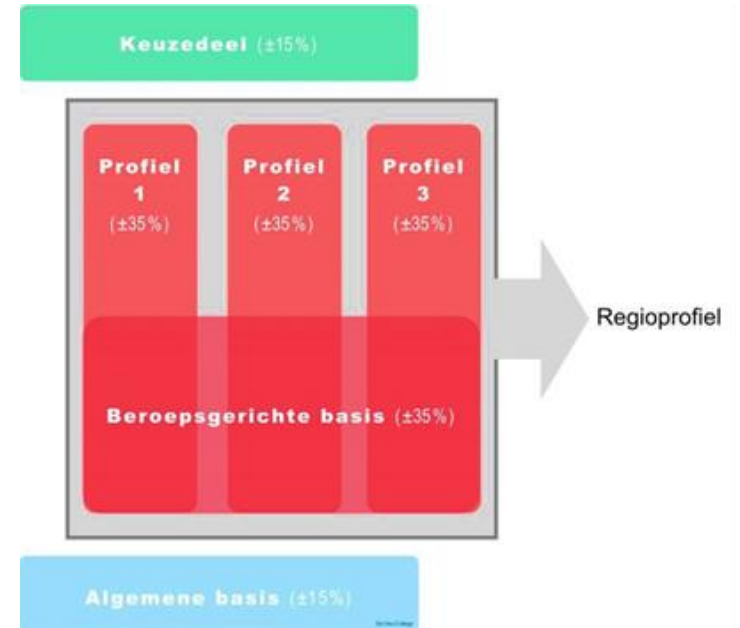 Keuzedeel (±15%)
Profiel
1
(±35%)
Profiel
2
(±35%)
Profiel
3
(±35%)
Regioprofiel
Beroepsgerichte basis (±35%)
Algemene basis (±15%)